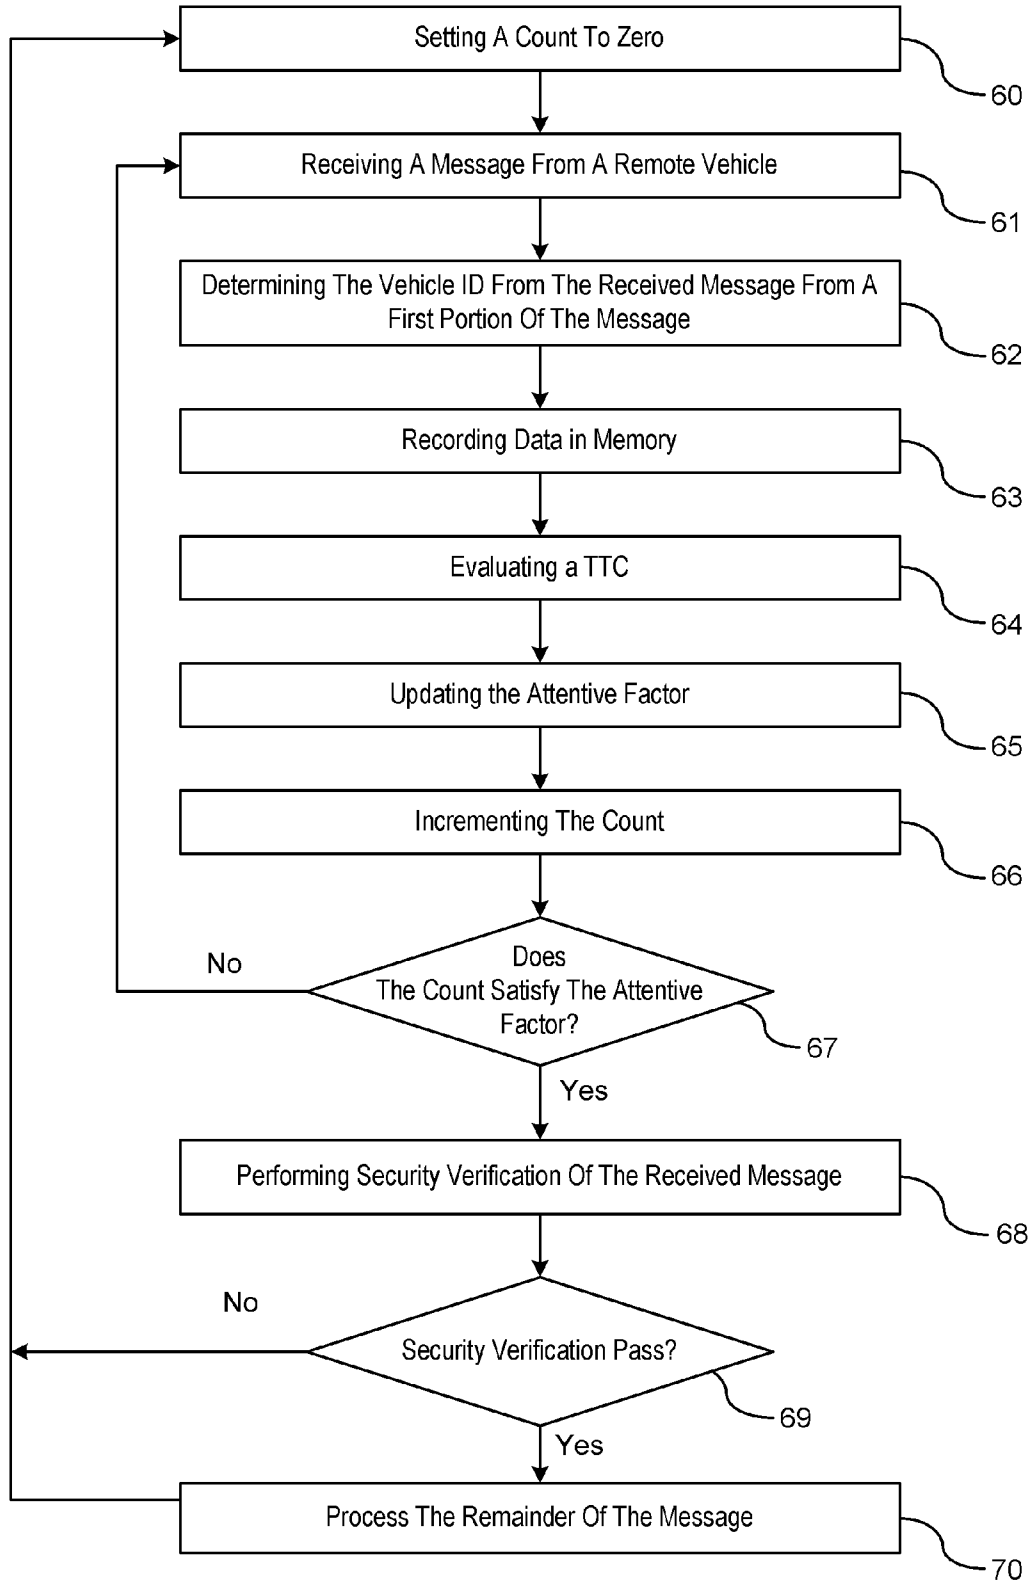 Setting A Count To Zero
60
Receiving A Message From A Remote Vehicle
61
Determining The Vehicle ID From The Received Message From A
First Portion Of The Message
62
Recording Data in Memory
63
Evaluating a TTC
64
Updating the Attentive Factor
65
Incrementing The Count
66
Does
The Count Satisfy The Attentive
Factor?
No
67
Yes
Performing Security Verification Of The Received Message
68
No
Security Verification Pass?
69
Yes
Process The Remainder Of The Message
70